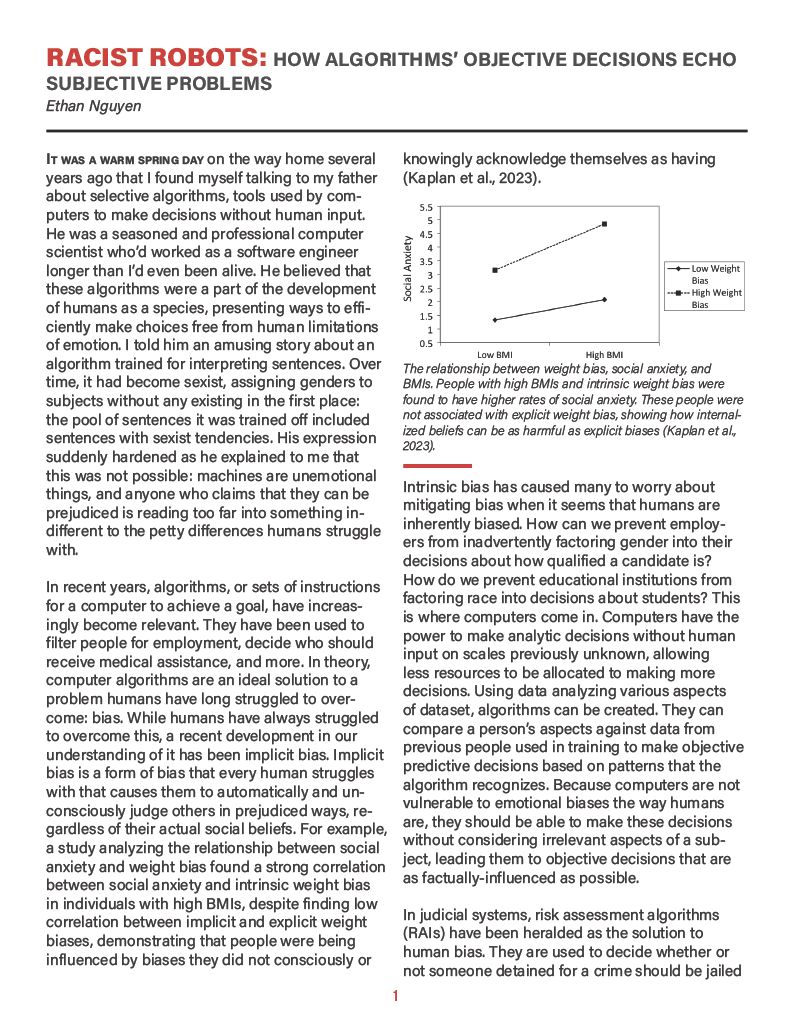 RACIST ROBOTS: HOW ALGORITHMS’ OBJECTIVE DECISIONS ECHO
SUBJECTIVE PROBLEMS
Ethan Nguyen
IT WAS A WARM SPRING DAY on the way home several
years ago that I found myself talking to my father
about selective algorithms, tools used by com-
puters to make decisions without human input.
He was a seasoned and professional computer
scientist who’d worked as a software engineer
longer than I’d even been alive. He believed that
these algorithms were a part of the development
of humans as a species, presenting ways to effi-
ciently make choices free from human limitations
of emotion. I told him an amusing story about an
algorithm trained for interpreting sentences. Over
time, it had become sexist, assigning genders to
subjects without any existing in the first place:
the pool of sentences it was trained off included
sentences with sexist tendencies. His expression
suddenly hardened as he explained to me that
this was not possible: machines are unemotional
things, and anyone who claims that they can be
prejudiced is reading too far into something in-
different to the petty differences humans struggle
with.
In recent years, algorithms, or sets of instructions
for a computer to achieve a goal, have increas-
ingly become relevant. They have been used to
filter people for employment, decide who should
receive medical assistance, and more. In theory,
computer algorithms are an ideal solution to a
problem humans have long struggled to over-
come: bias. While humans have always struggled
to overcome this, a recent development in our
understanding of it has been implicit bias. Implicit
bias is a form of bias that every human struggles
with that causes them to automatically and un-
consciously judge others in prejudiced ways, re-
gardless of their actual social beliefs. For example,
a study analyzing the relationship between social
anxiety and weight bias found a strong correlation
between social anxiety and intrinsic weight bias
in individuals with high BMIs, despite finding low
correlation between implicit and explicit weight
biases, demonstrating that people were being
influenced by biases they did not consciously or
knowingly acknowledge themselves as having
(Kaplan et al., 2023).
5.5
5
4.5
4
3.5
3
2.5
2
1.5
1
0.5
Social Anxiety
Low BMI
High BMI
Low Weight
Bias
High Weight
Bias
The relationship between weight bias, social anxiety, and
BMIs. People with high BMIs and intrinsic weight bias were
found to have higher rates of social anxiety. These people were
not associated with explicit weight bias, showing how internal-
ized beliefs can be as harmful as explicit biases (Kaplan et al.,
2023).
Intrinsic bias has caused many to worry about
mitigating bias when it seems that humans are
inherently biased. How can we prevent employ-
ers from inadvertently factoring gender into their
decisions about how qualified a candidate is?
How do we prevent educational institutions from
factoring race into decisions about students? This
is where computers come in. Computers have the
power to make analytic decisions without human
input on scales previously unknown, allowing
less resources to be allocated to making more
decisions. Using data analyzing various aspects
of dataset, algorithms can be created. They can
compare a person’s aspects against data from
previous people used in training to make objective
predictive decisions based on patterns that the
algorithm recognizes. Because computers are not
vulnerable to emotional biases the way humans
are, they should be able to make these decisions
without considering irrelevant aspects of a sub-
ject, leading them to objective decisions that are
as factually-influenced as possible.
In judicial systems, risk assessment algorithms
(RAIs) have been heralded as the solution to
human bias. They are used to decide whether or
not someone detained for a crime should be jailed
1